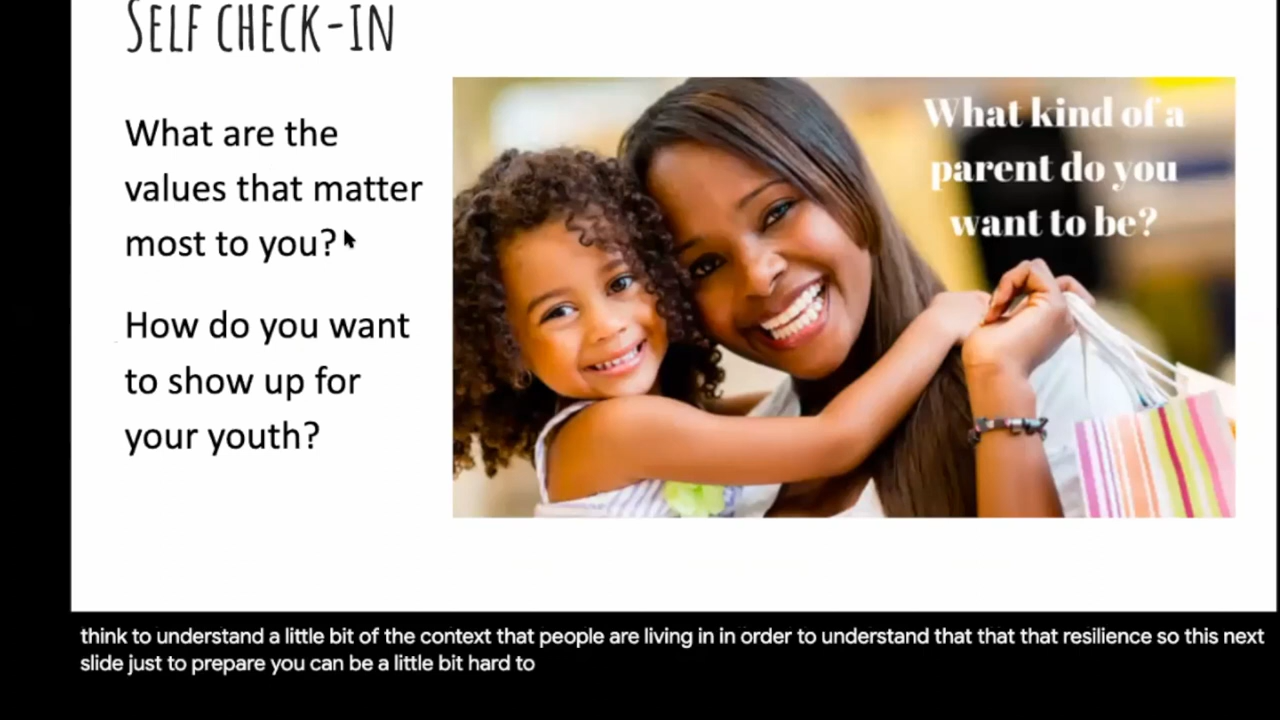 SELF CHECK-IN
What are the
values that matter
most to you?
How do you want
to show up for
your youth?
What kind of a
parent do you
want to be?
think to understand a little bit of the context that people are living in in order to understand that that that resilience so this next
slide just to prepare you can be a little bit hard to